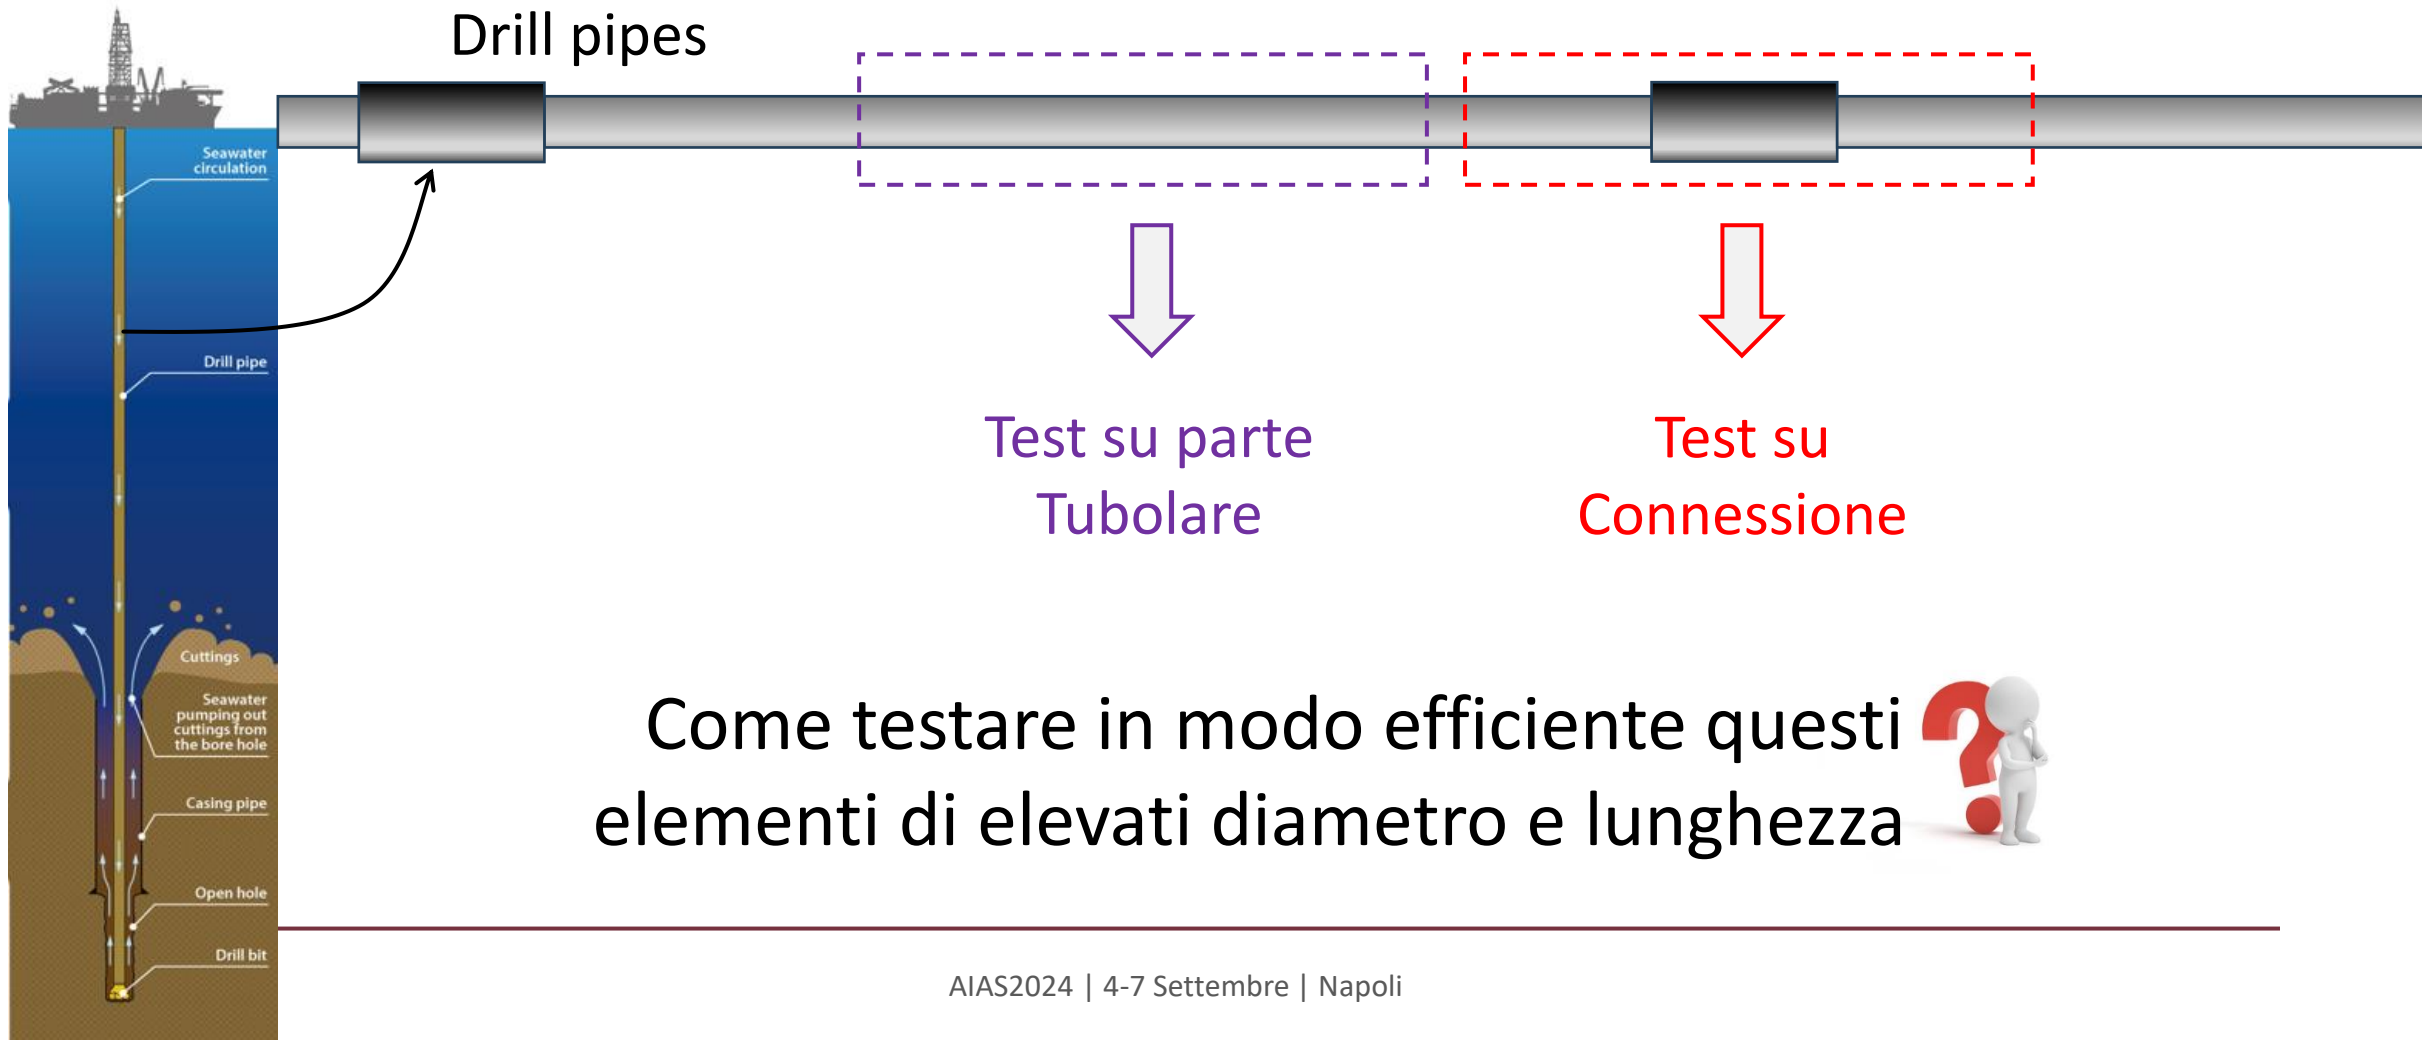 Drill pipes
Seawater
circulation
Drill pipe
Cuttings
Seawater
pumping out
cuttings from
the bore hole
Casing pipe
Open hole
Drill bit
Test su parte
Tubolare
Test su
Connessione
Come testare in modo efficiente questi
elementi di elevati diametro e lunghezza
AIAS2024 | 4-7 Settembre | Napoli